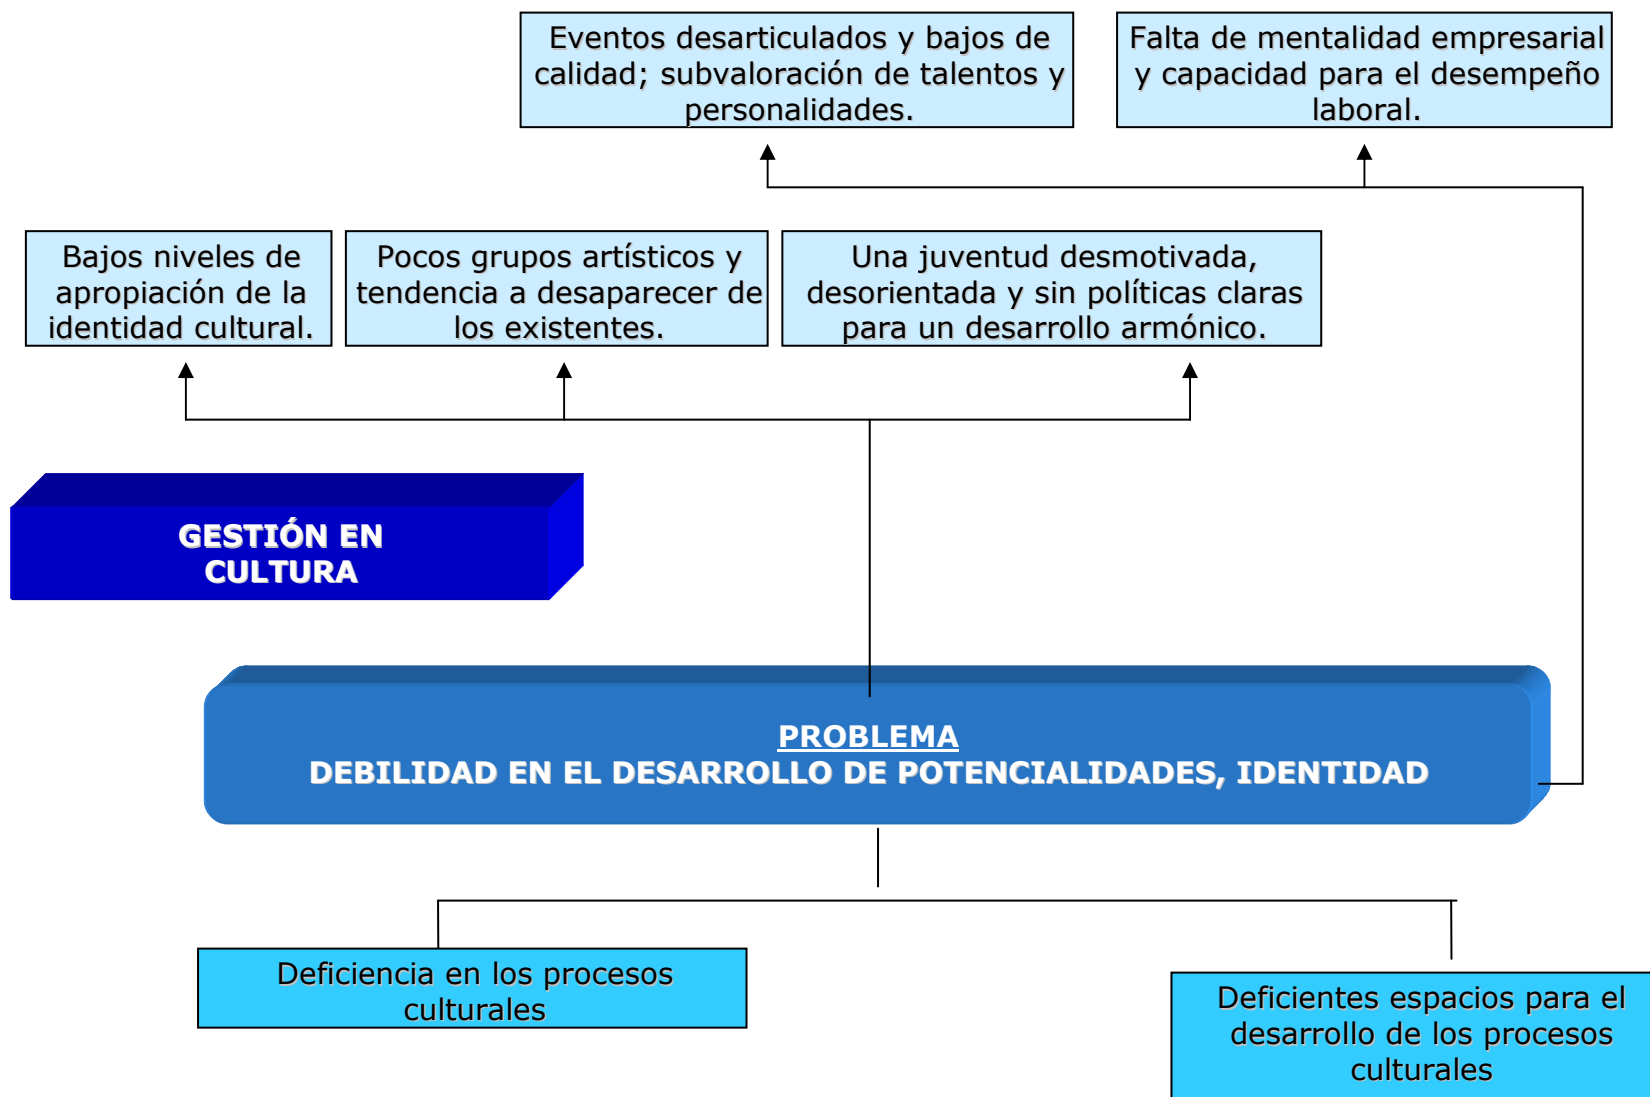 Eventos desarticulados y bajos de
calidad; subvaloración de talentos y
personalidades.
Falta de mentalidad empresarial
y capacidad para el desempeño
laboral.
Bajos niveles de
apropiación de la
identidad cultural.
Pocos grupos artísticos y
tendencia a desaparecer de
los existentes.
Una juventud desmotivada,
desorientada y sin políticas claras
para un desarrollo armónico.
GESTIÓN EN
CULTURA
PROBLEMA
DEBILIDAD EN EL DESARROLLO DE POTENCIALIDADES, IDENTIDAD
Deficiencia en los procesos
culturales
Deficientes espacios para el
desarrollo de los procesos
culturales